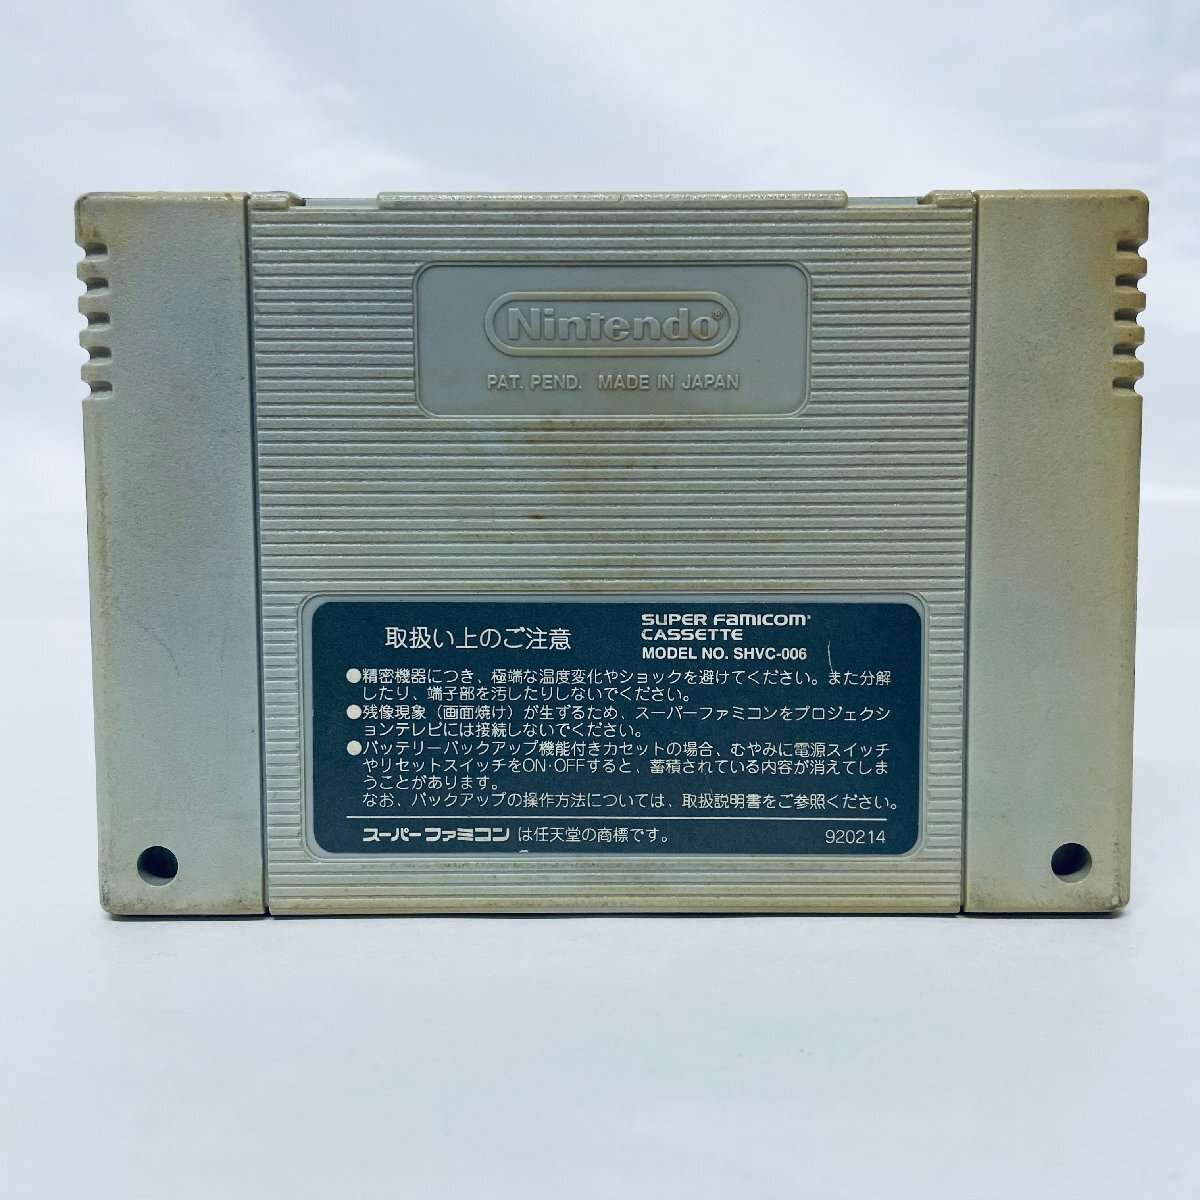 Nintendo®
PAT. PEND. MADE IN JAPAN
取扱い上のご注意
SUPER FAMICOM
CASSETTE
MODEL NO. SHVC-006
●精密機器につき、極端な温度変化やショックを避けてください。また分解
したり、端子部を汚したりしないでください。
●残像現象（画面焼け）が生ずるため、スーパーファミコンをプロジェクシ
ョンテレビには接続しないでください。
●バッテリーバックアップ機能付きカセットの場合、むやみに電源スイッチ
やリセットスイッチをON・OFFすると、蓄積されている内容が消えてしま
うことがあります。
なお、バックアップの操作方法については、取扱説明書をご参照ください。
スーパーファミコン は任天堂の商標です。
920214